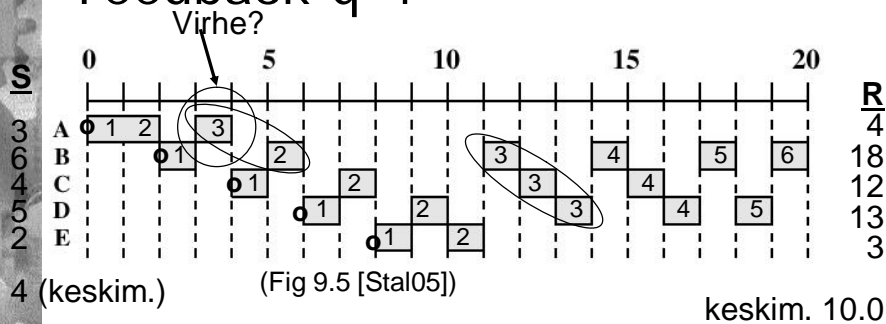 Feedback q=1
Virhe?
0 5 10 15 20
S R
3 A 1 2 3 4
6 B 1 2 3 4 5 6 18
4 C 1 2 3 4 12
5 D 1 2 3 4 5 13
2 E 1 2 3
4 (keskim.) (Fig 9.5 [Stal05])
keskim. 10.0